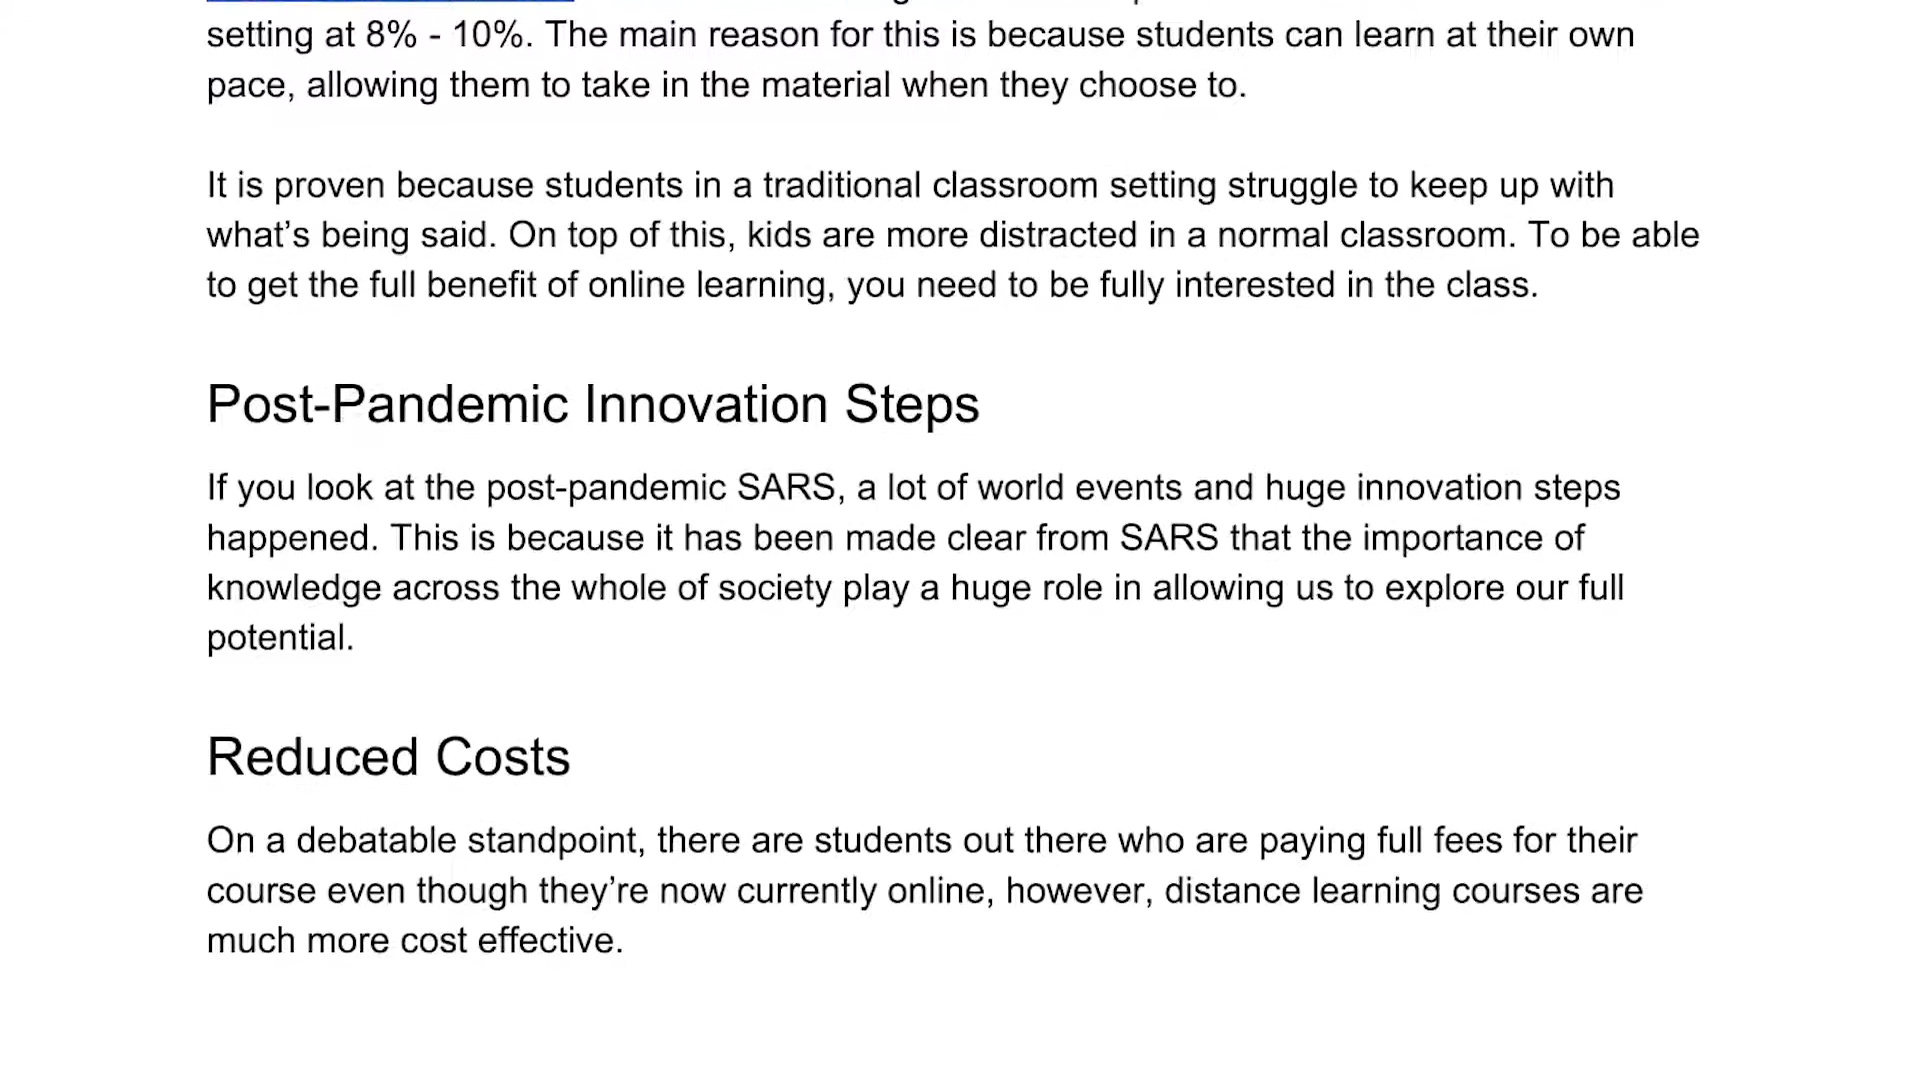 setting at 8% - 10%. The main reason for this is because students can learn at their own
pace, allowing them to take in the material when they choose to.
It is proven because students in a traditional classroom setting struggle to keep up with
what’s being said. On top of this, kids are more distracted in a normal classroom. To be able
to get the full benefit of online learning, you need to be fully interested in the class.
Post-Pandemic Innovation Steps
If you look at the post-pandemic SARS, a lot of world events and huge innovation steps
happened. This is because it has been made clear from SARS that the importance of
knowledge across the whole of society play a huge role in allowing us to explore our full
potential.
Reduced Costs
On a debatable standpoint, there are students out there who are paying full fees for their
course even though they’re now currently online, however, distance learning courses are
much more cost effective.